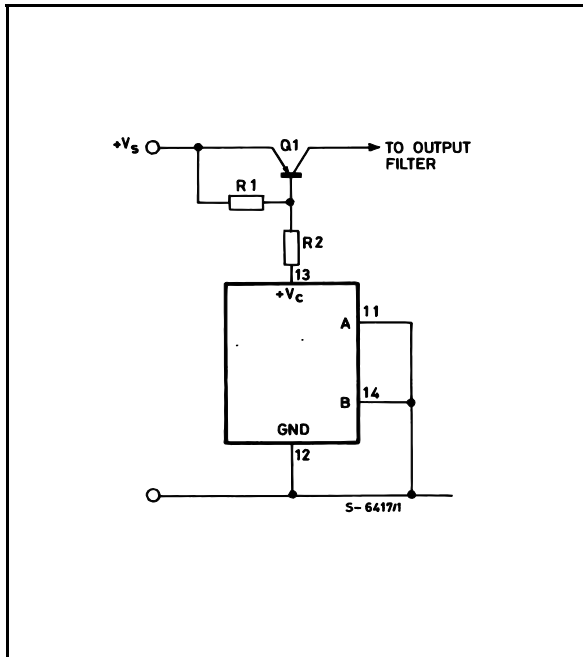 +Vs
Q1
TO OUTPUT
FILTER
R1
R2
13
+Vc
11
A
14
B
GND
12
S-6417/1